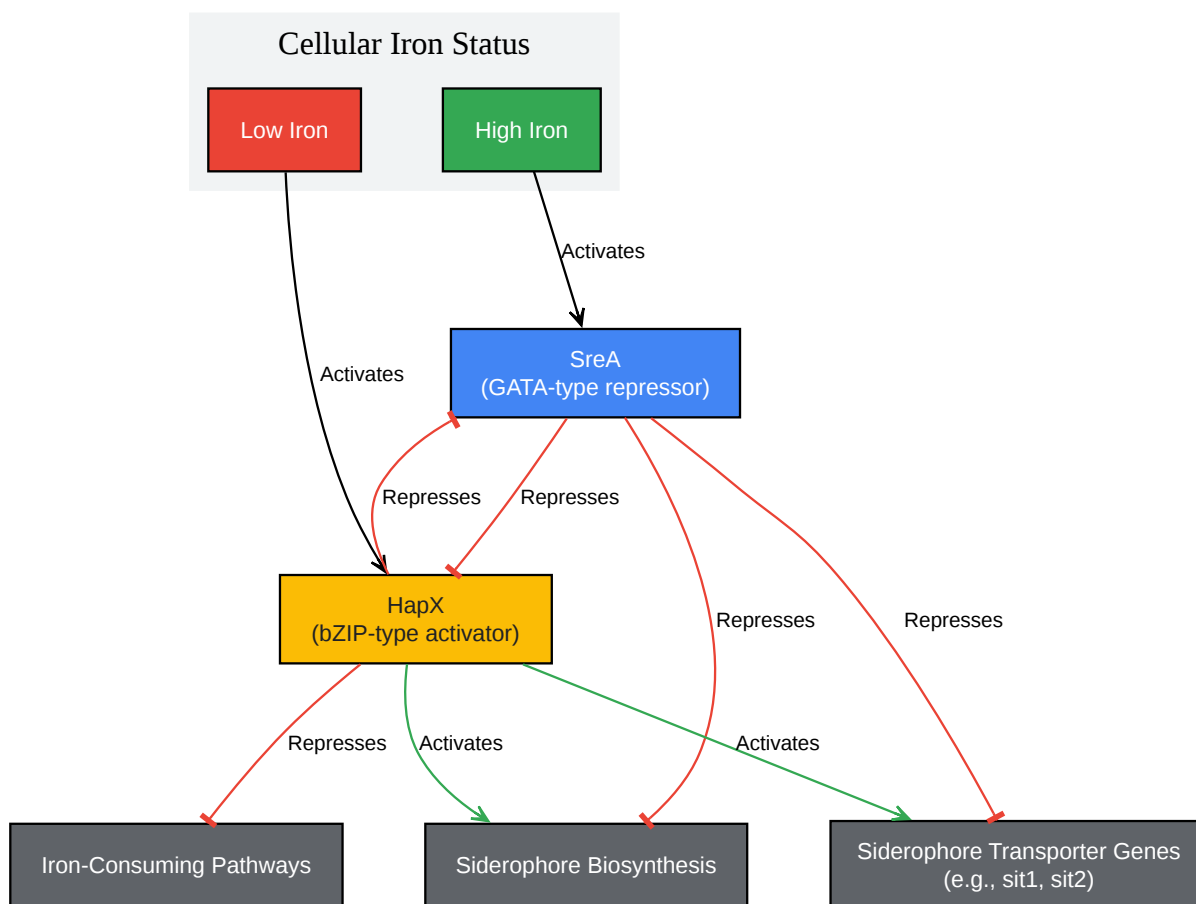 Cellular Iron Status
Low Iron
High Iron
Activates
Activates
SreA
(GATA-type repressor)
Represses
Represses
HapX
(bZIP-type activator)
Represses
Represses
Represses
Activates
Activates
Iron-Consuming Pathways
Siderophore Biosynthesis
Siderophore Transporter Genes
(e.g., sit1, sit2)